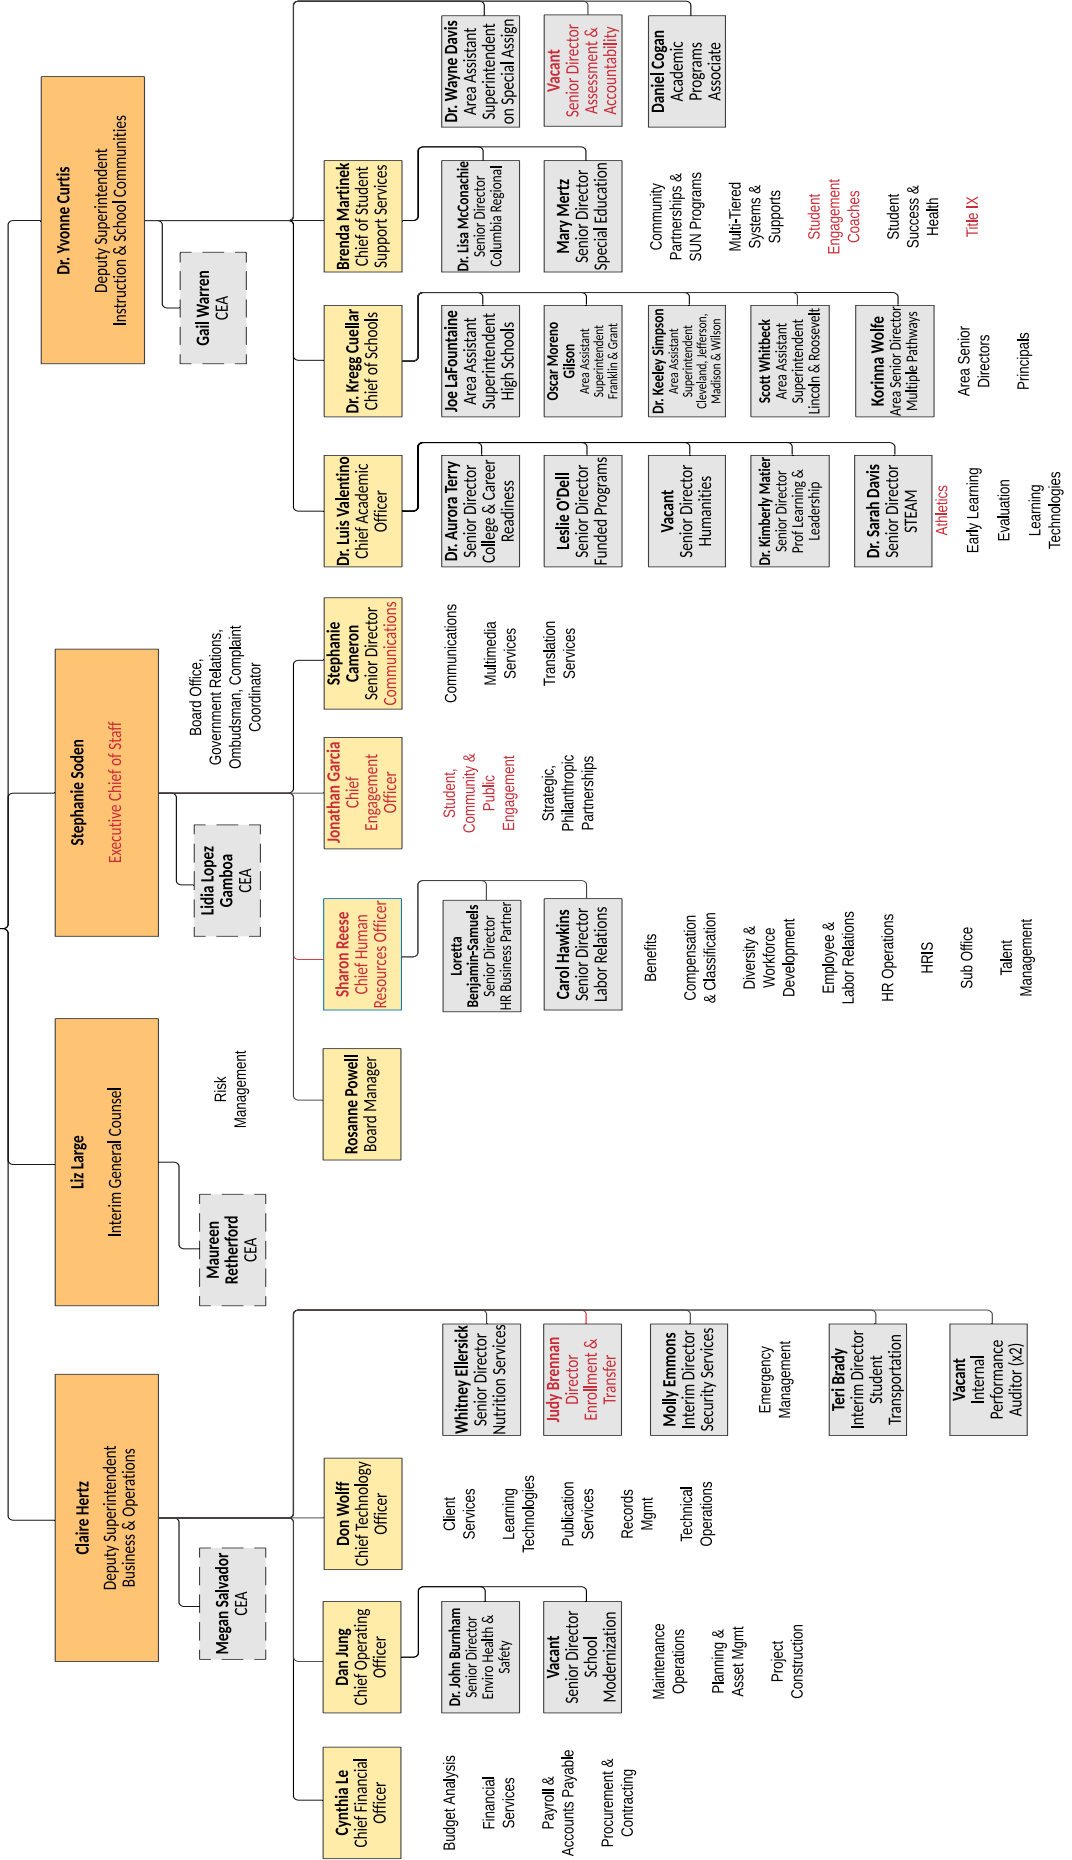 Claire Hertz
Deputy Superintendent
Business & Operations
Megan Salvador
CEA
Cynthia Le
Chief Financial
Officer
Budget Analysis
Financial
Services
Payroll &
Accounts Payable
Procurement &
Contracting
Dan Jung
Chief Operating
Officer
Dr. John Burnham
Senior Director
Enviro Health &
Safety
Vacant
Senior Director
School
Modernization
Maintenance
Operations
Planning &
Asset Mgmt
Project
Construction
Don Wolff
Chief Technology
Officer
Client
Services
Learning
Technologies
Publication
Services
Records
Mgmt
Technical
Operations
Whitney Ellersick
Senior Director
Nutrition Services
Judy Brennan
Director
Enrollment &
Transfer
Molly Emmons
Interim Director
Security Services
Emergency
Management
Teri Brady
Interim Director
Student
Transportation
Vacant
Internal
Performance
Auditor (x2)
Liz Large
Interim General Counsel
Maureen
Retherford
CEA
Risk
Management
Stephanie Soden
Executive Chief of Staff
Lidia Lopez
Gamboa
CEA
Board Office,
Government Relations,
Ombudsman, Complaint
Coordinator
Rosanne Powell
Board Manager
Sharon Reese
Chief Human
Resources Officer
Loretta
Benjamin-Samuels
Senior Director
HR Business Partner
Carol Hawkins
Senior Director
Labor Relations
Benefits
Compensation
& Classification
Diversity &
Workforce
Development
Employee &
Labor Relations
HR Operations
HRIS
Sub Office
Talent
Management
Jonathan Garcia
Chief
Engagement
Officer
Student,
Community &
Public
Engagement
Strategic,
Philanthropic
Partnerships
Stephanie
Cameron
Senior Director
Communications
Communications
Multimedia
Services
Translation
Services
Dr. Yvonne Curtis
Deputy Superintendent
Instruction & School Communities
Gail Warren
CEA
Dr. Luis Valentino
Chief Academic
Officer
Dr. Aurora Terry
Senior Director
College & Career
Readiness
Leslie O'Dell
Senior Director
Funded Programs
Vacant
Senior Director
Humanities
Dr. Kimberly Matier
Senior Director
Prof Learning &
Leadership
Dr. Sarah Davis
Senior Director
STEAM
Athletics
Early Learning
Evaluation
Learning
Technologies
Dr. Kregg Cuellar
Chief of Schools
Joe LaFountaine
Area Assistant
Superintendent
High Schools
Oscar Moreno
Gilson
Area Assistant
Superintendent
Franklin & Grant
Dr. Keeley Simpson
Area Assistant
Superintendent
Cleveland, Jefferson,
Madison & Wilson
Scott Whitbeck
Area Assistant
Superintendent
Lincoln & Roosevelt
Korinna Wolfe
Area Senior Director
Multiple Pathways
Area Senior
Directors
Principals
Brenda Martinek
Chief of Student
Support Services
Dr. Lisa McConachie
Senior Director
Columbia Regional
Mary Mertz
Senior Director
Special Education
Community
Partnerships &
SUN Programs
Multi-Tiered
Systems &
Supports
Student
Engagement
Coaches
Student
Success &
Health
Title IX
Dr. Wayne Davis
Area Assistant
Superintendent
on Special Assign
Vacant
Senior Director
Assessment &
Accountability
Daniel Cogan
Academic
Programs
Associate